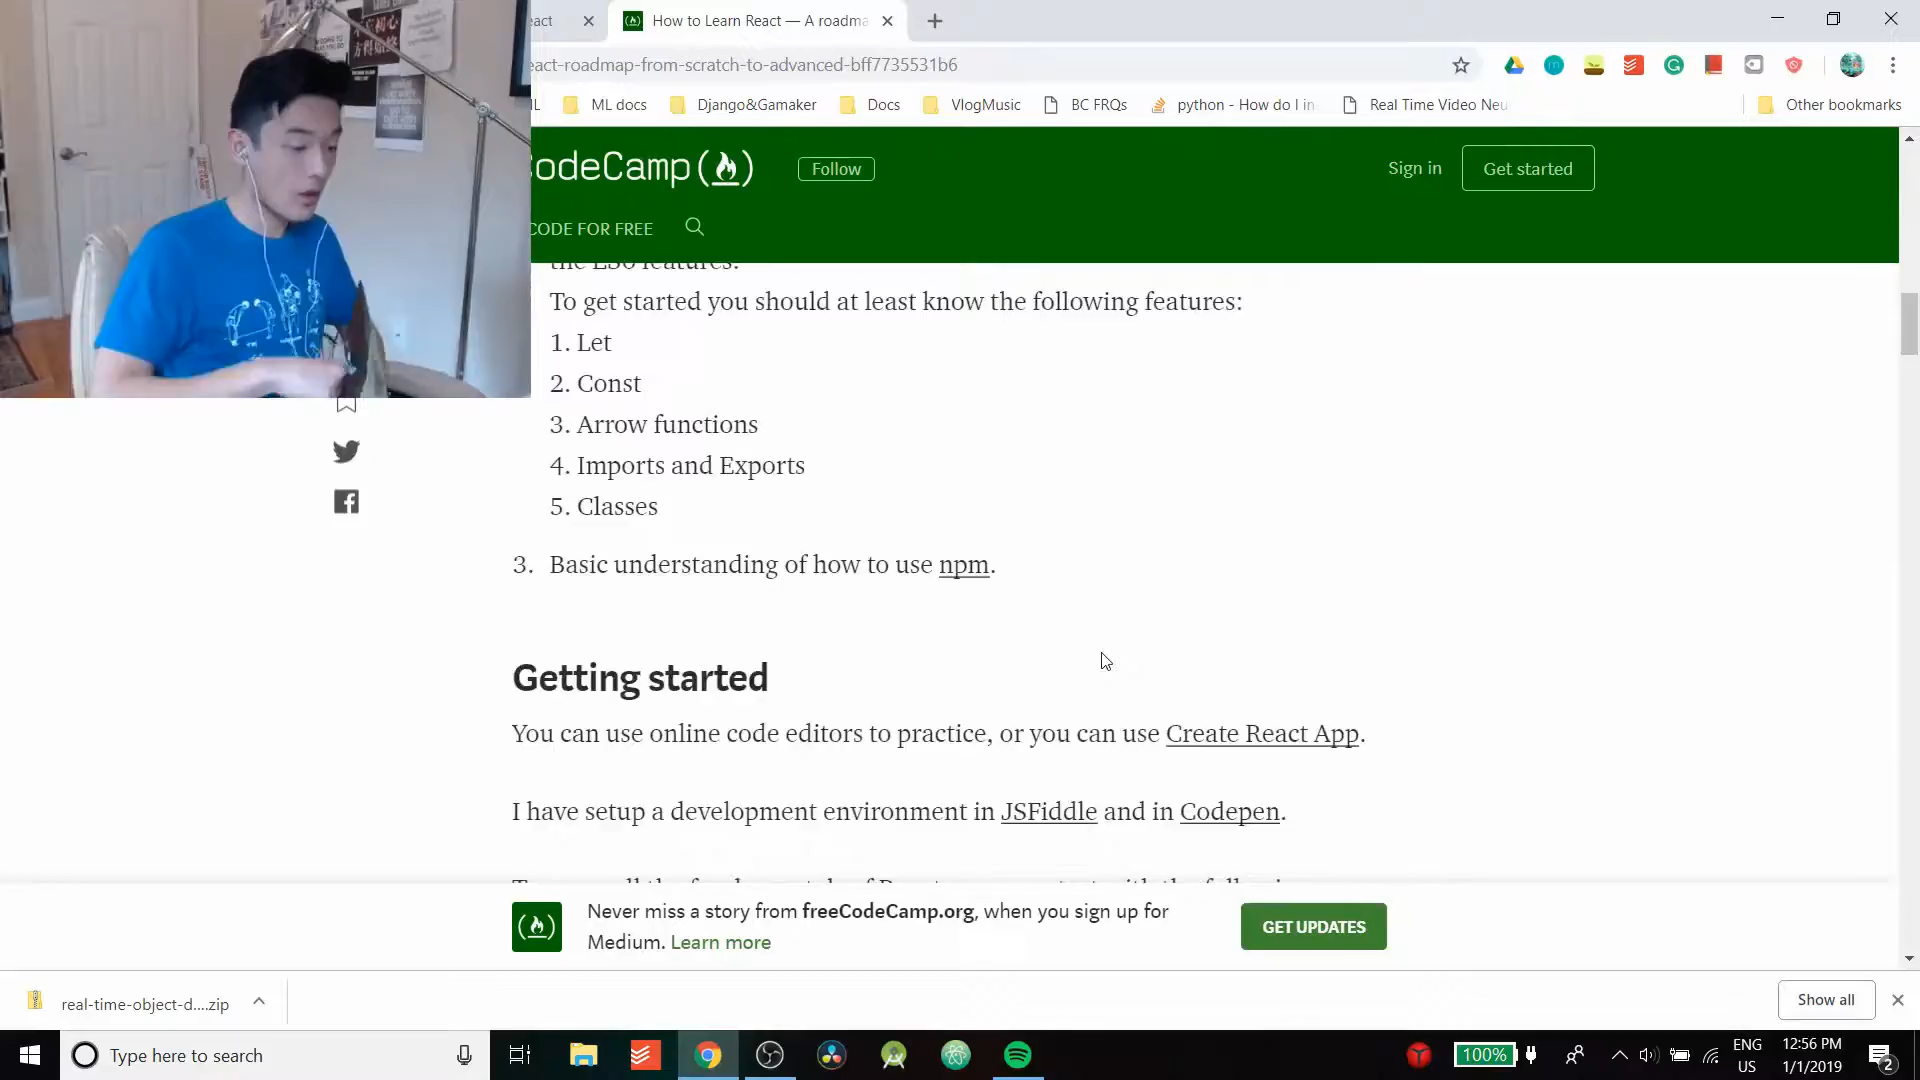 eact
How to Learn React — A roadma
eact-roadmap-from-scratch-to-advanced-bff7735531b6
ML docs
Django&Gamaker
Docs
VlogMusic
BC FRQs
python - How do I in
Real Time Video Neu
Other bookmarks
odeCamp
Follow
Sign in
Get started
CODE FOR FREE
the ES6 features.
To get started you should at least know the following features:
1. Let
2. Const
3. Arrow functions
4. Imports and Exports
5. Classes
3. Basic understanding of how to use npm.
Getting started
You can use online code editors to practice, or you can use Create React App.
I have setup a development environment in JSFiddle and in Codepen.
Never miss a story from freeCodeCamp.org, when you sign up for
Medium. Learn more
GET UPDATES
real-time-object-d....zip
Show all
Type here to search
100%
ENG
US
12:56 PM
1/1/2019
2